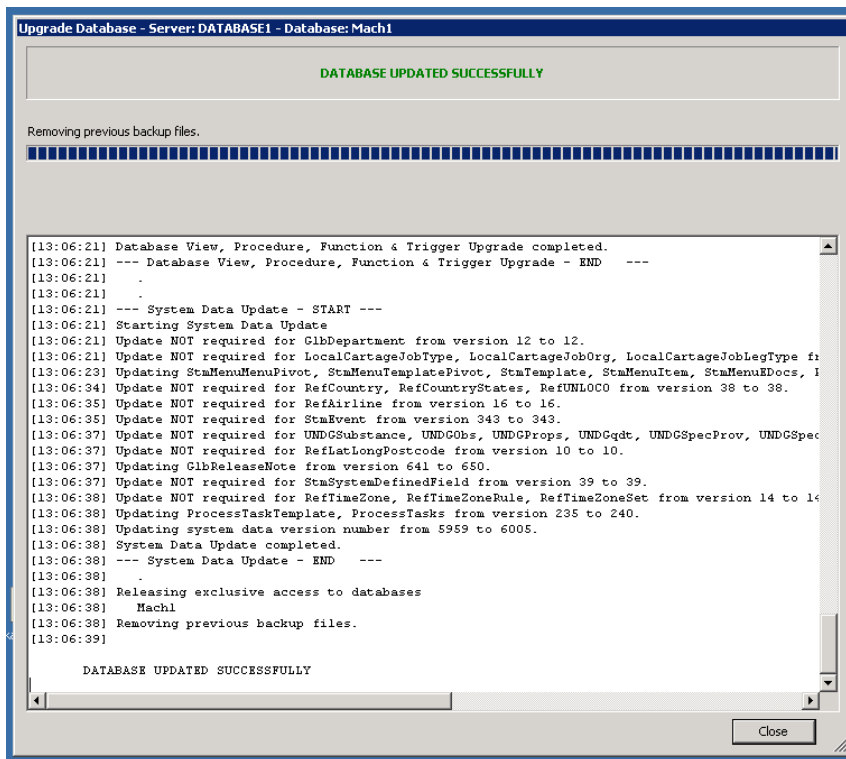 Upgrade Database - Server: DATABASE1 - Database: Mach1
DATABASE UPDATED SUCCESSFULLY
Removing previous backup files.
[13:06:21] Database View, Procedure, Function & Trigger Upgrade completed.
[13:06:21] --- Database View, Procedure, Function & Trigger Upgrade - END   ---
[13:06:21]    .
[13:06:21]    .
[13:06:21] --- System Data Update - START ---
[13:06:21] Starting System Data Update
[13:06:21] Update NOT required for GlbDepartment from version 12 to 12.
[13:06:21] Update NOT required for LocalCartageJobType, LocalCartageJobOrg, LocalCartageJobLegType
[13:06:23] Updating StmMenuMenuPivot, StmMenuTemplatePivot, StmTemplate, StmMenuItem, StmMenuEDocs,
[13:06:34] Update NOT required for RefCountry, RefCountryStates, RefUNLOCO from version 38 to 38.
[13:06:35] Update NOT required for RefAirline from version 16 to 16.
[13:06:35] Update NOT required for StmEvent from version 343 to 343.
[13:06:37] Update NOT required for UNDGSubstance, UNDGObs, UNDGProps, UNDGqdt, UNDGSpecProv, UNDGSpec
[13:06:37] Update NOT required for RefLatLongPostcode from version 10 to 10.
[13:06:37] Updating GlbReleaseNote from version 641 to 650.
[13:06:37] Update NOT required for StmSystemDefinedField from version 39 to 39.
[13:06:38] Update NOT required for RefTimeZone, RefTimeZoneRule, RefTimeZoneSet from version 14 to
[13:06:38] Updating ProcessTaskTemplate, ProcessTasks from version 235 to 240.
[13:06:38] Updating system data version number from 5959 to 6005.
[13:06:38] System Data Update completed.
[13:06:38] --- System Data Update - END   ---
[13:06:38]    .
[13:06:38] Releasing exclusive access to databases
[13:06:38]    Mach1
[13:06:38] Removing previous backup files.
[13:06:39]
DATABASE UPDATED SUCCESSFULLY
Close